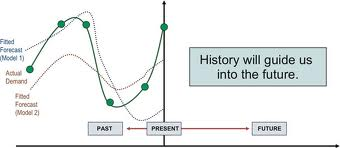 Fitted
Forecast
(Model 1)
Actual
Demand
Fitted
Forecast
(Model 2)
History will guide us
into the future.
PAST
PRESENT
FUTURE